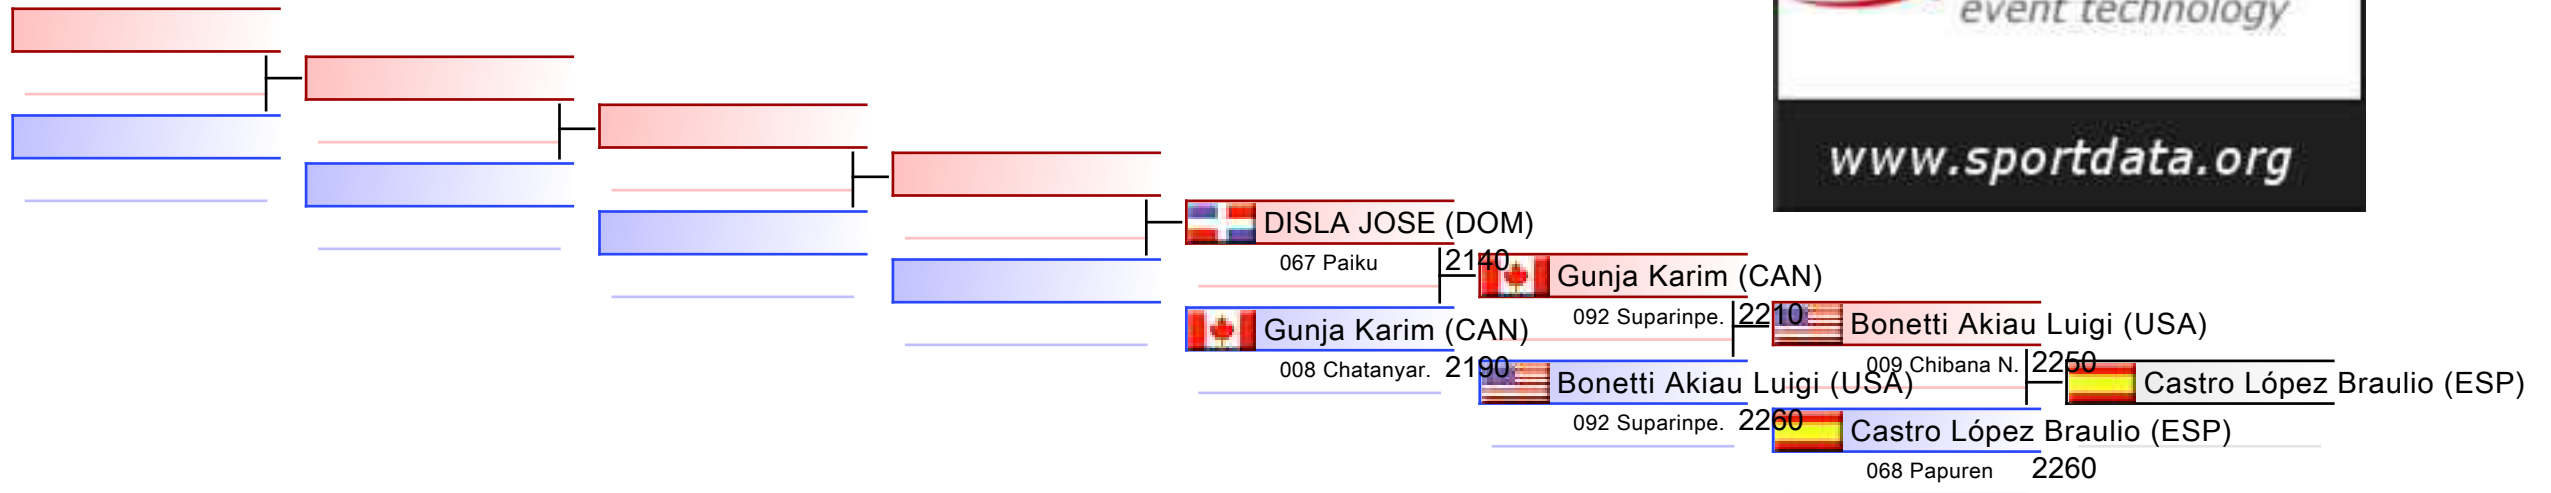 event technology
www.sportdata.org
DISLA JOSE (DOM)
067 Paiku 2140
Gunja Karim (CAN)
008 Chatanyar. 2190
Gunja Karim (CAN)
092 Suparinpe. 2210
Bonetti Akiau Luigi (USA)
092 Suparinpe. 2260
Bonetti Akiau Luigi (USA)
009 Chibana N. 2250
Castro López Braulio (ESP)
068 Papuren 2260
Castro López Braulio (ESP)